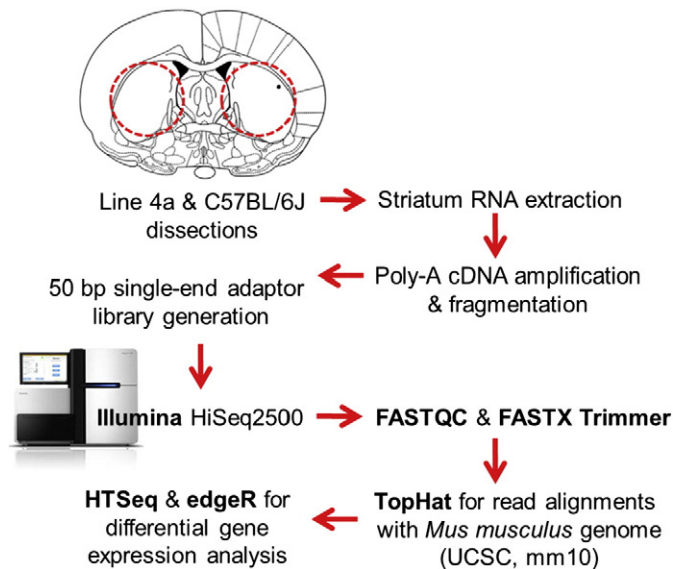 Line 4a & C57BL/6J
dissections
Striatum RNA extraction
Poly-A cDNA amplification
& fragmentation
50 bp single-end adaptor
library generation
Illumina HiSeq2500
FASTQC & FASTX Trimmer
TopHat for read alignments
with Mus musculus genome
(UCSC, mm10)
HTSeq & edgeR for
differential gene
expression analysis